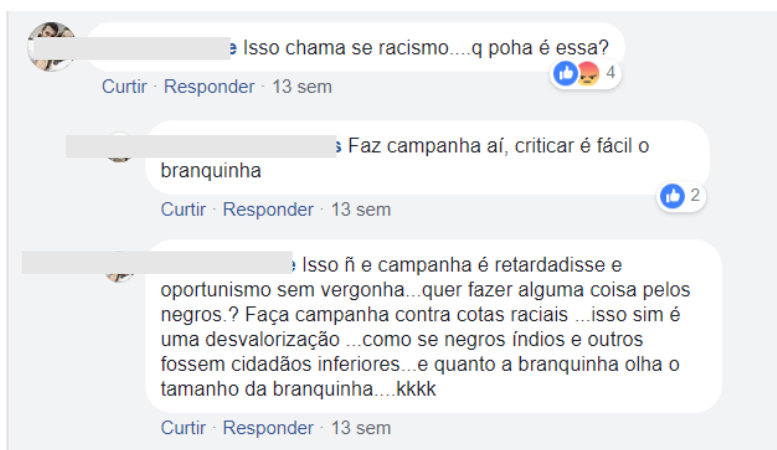 e Isso chama se racismo....q poha é essa?
4
Curtir · Responder · 13 sem
s Faz campanha aí, criticar é fácil o
branquinha
2
Curtir · Responder · 13 sem
Isso ñ e campanha é retardadisse e
oportunismo sem vergonha...quer fazer alguma coisa pelos
negros.? Faça campanha contra cotas raciais ...isso sim é
uma desvalorização ...como se negros índios e outros
fossem cidadãos inferiores...e quanto a branquinha olha o
tamanho da branquinha....kkkk
Curtir · Responder · 13 sem